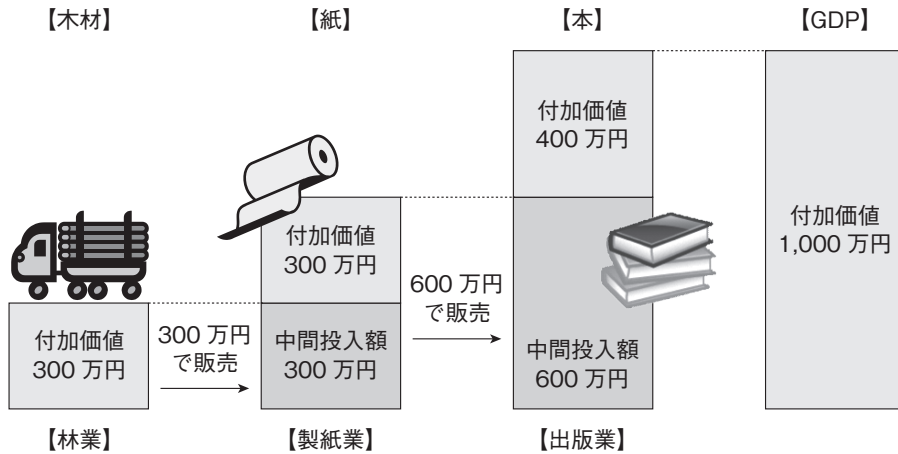 【木材】
【紙】
【本】
【GDP】
付加価値
400 万円
付加価値
300 万円
付加価値
1,000 万円
600 万円
で販売
付加価値
300 万円
300 万円
で販売
中間投入額
300 万円
中間投入額
600 万円
【林業】
【製紙業】
【出版業】